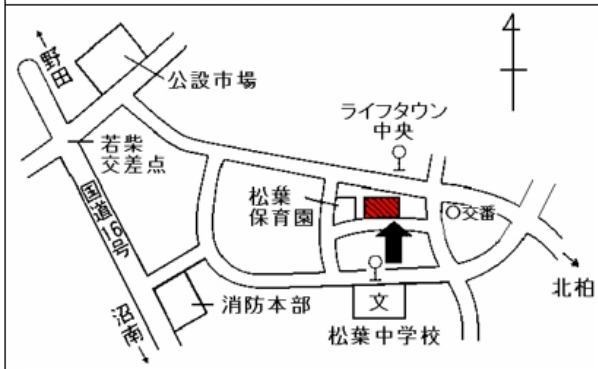 野田
公設市場
ライフタウン
中央
若柴
交差点
国道16号
松葉
保育園
交番
北柏
消防本部
文
松葉中学校
沼南